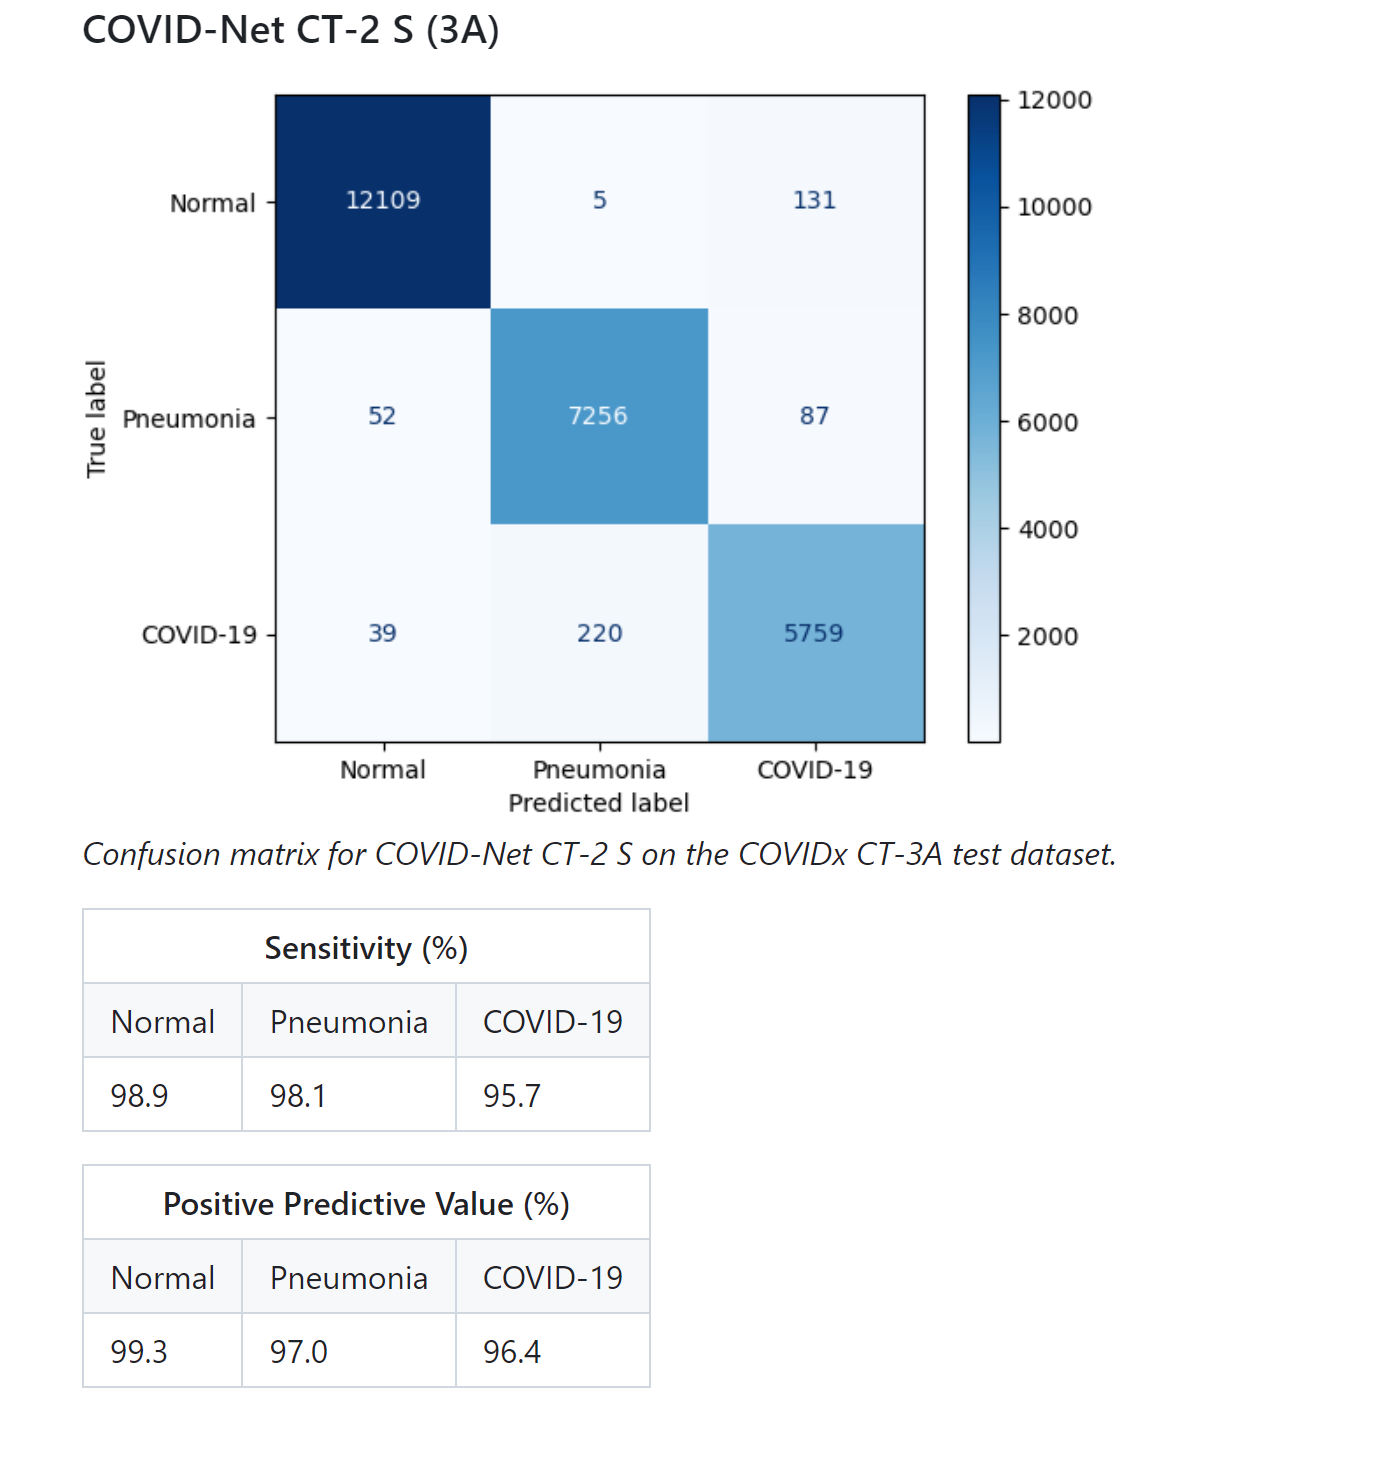 COVID-Net CT-2 S (3A)
12000
Normal 12109 5 131
10000
8000
True label
Pneumonia 52 7256 87
6000
4000
COVID-19 39 220 5759
2000
Normal Pneumonia COVID-19
Predicted label
Confusion matrix for COVID-Net CT-2 S on the COVIDx CT-3A test dataset.
Sensitivity (%)
Normal Pneumonia COVID-19
98.9 98.1 95.7
Positive Predictive Value (%)
Normal Pneumonia COVID-19
99.3 97.0 96.4